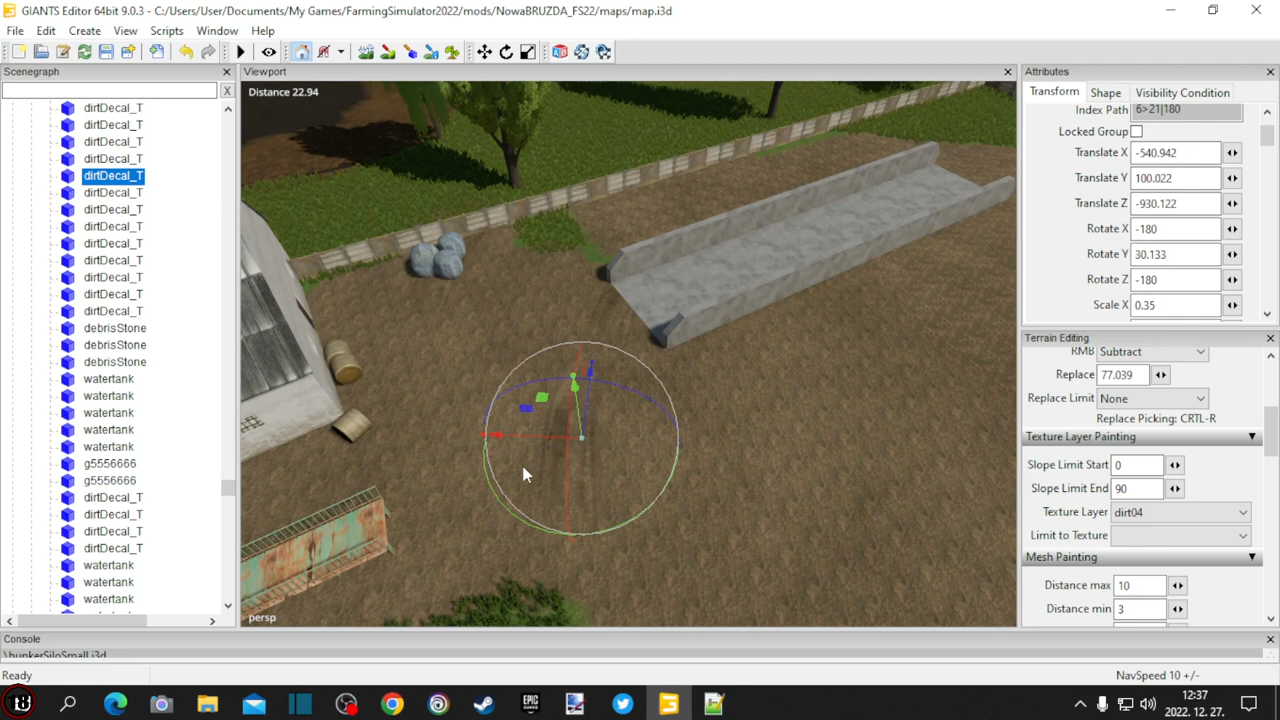 GIANTS Editor 64bit 9.0.3 - C:/Users/User/Documents/My Games/FarmingSimulator2022/mods/NowaBRUZDA_FS22/maps/map.i3d
File Edit Create View Scripts Window Help
Scenegraph
X
dirtDecal_T
dirtDecal_T
dirtDecal_T
dirtDecal_T
dirtDecal_T
dirtDecal_T
dirtDecal_T
dirtDecal_T
dirtDecal_T
dirtDecal_T
dirtDecal_T
dirtDecal_T
dirtDecal_T
debrisStone
debrisStone
debrisStone
watertank
watertank
watertank
watertank
watertank
g5556666
g5556666
dirtDecal_T
dirtDecal_T
dirtDecal_T
dirtDecal_T
watertank
watertank
watertank
Viewport
Distance 22.94
persp
Attributes
Transform Shape Visibility Condition
Index Path 6>21|180
Locked Group
Translate X -540.942
Translate Y 100.022
Translate Z -930.122
Rotate X -180
Rotate Y 30.133
Rotate Z -180
Scale X 0.35
Terrain Editing
RMB Subtract
Replace 77.039
Replace Limit None
Replace Picking: CRTL-R
Texture Layer Painting
Slope Limit Start 0
Slope Limit End 90
Texture Layer dirt04
Limit to Texture
Mesh Painting
Distance max 10
Distance min 3
Console
\bunkerSiloSmall.i3d
Ready
NavSpeed 10 +/-
EPIC GAMES
12:37
2022. 12. 27.